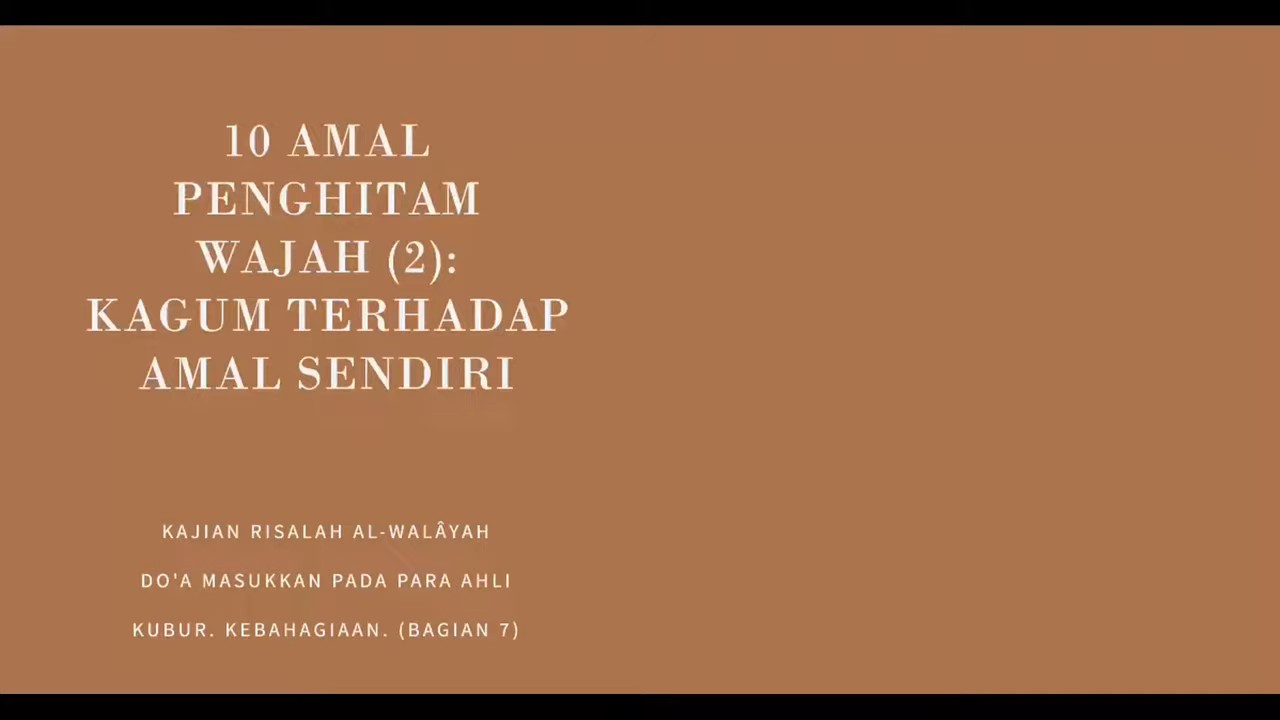 10 AMAL
PENGHITAM
WAJAH (2):
KAGUM TERHADAP
AMAL SENDIRI
KAJIAN RISALAH AL-WALÂYAH
DO'A MASUKKAN PADA PARA AHLI
KUBUR. KEBAHAGIAAN. (BAGIAN 7)